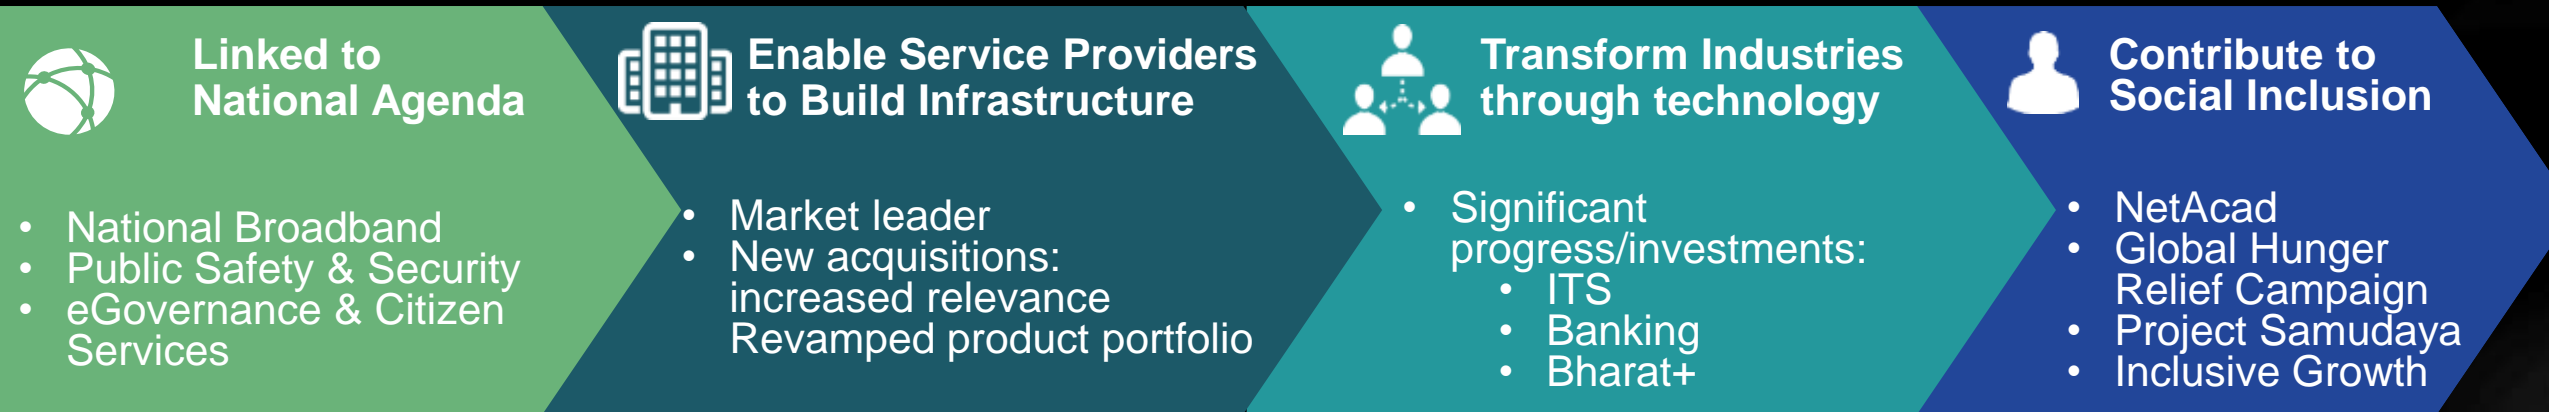 Linked to
National Agenda
• National Broadband
• Public Safety & Security
• eGovernance & Citizen
Services
Enable Service Providers
to Build Infrastructure
• Market leader
• New acquisitions:
increased relevance
Revamped product portfolio
Transform Industries
through technology
• Significant
progress/investments:
• ITS
• Banking
• Bharat+
Contribute to
Social Inclusion
• NetAcad
• Global Hunger
Relief Campaign
• Project Samudaya
• Inclusive Growth